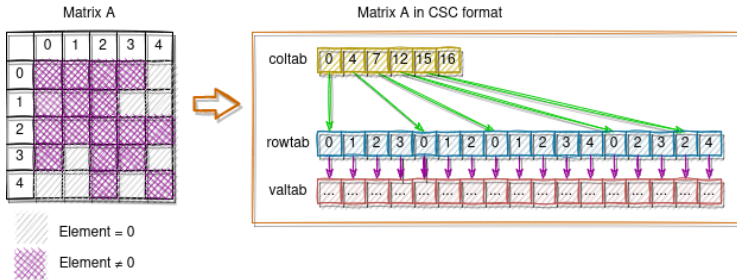 Matrix A
Matrix A in CSC format
0 1 2 3 4
0
1
2
3
4
coltab 0 4 7 12 15 16
rowtab 0 1 2 3 0 1 2 0 1 2 3 4 0 2 3 2 4
valtab ... ... ... ... ... ... ... ... ... ... ... ... ... ... ... ... ...
Element = 0
Element ≠ 0